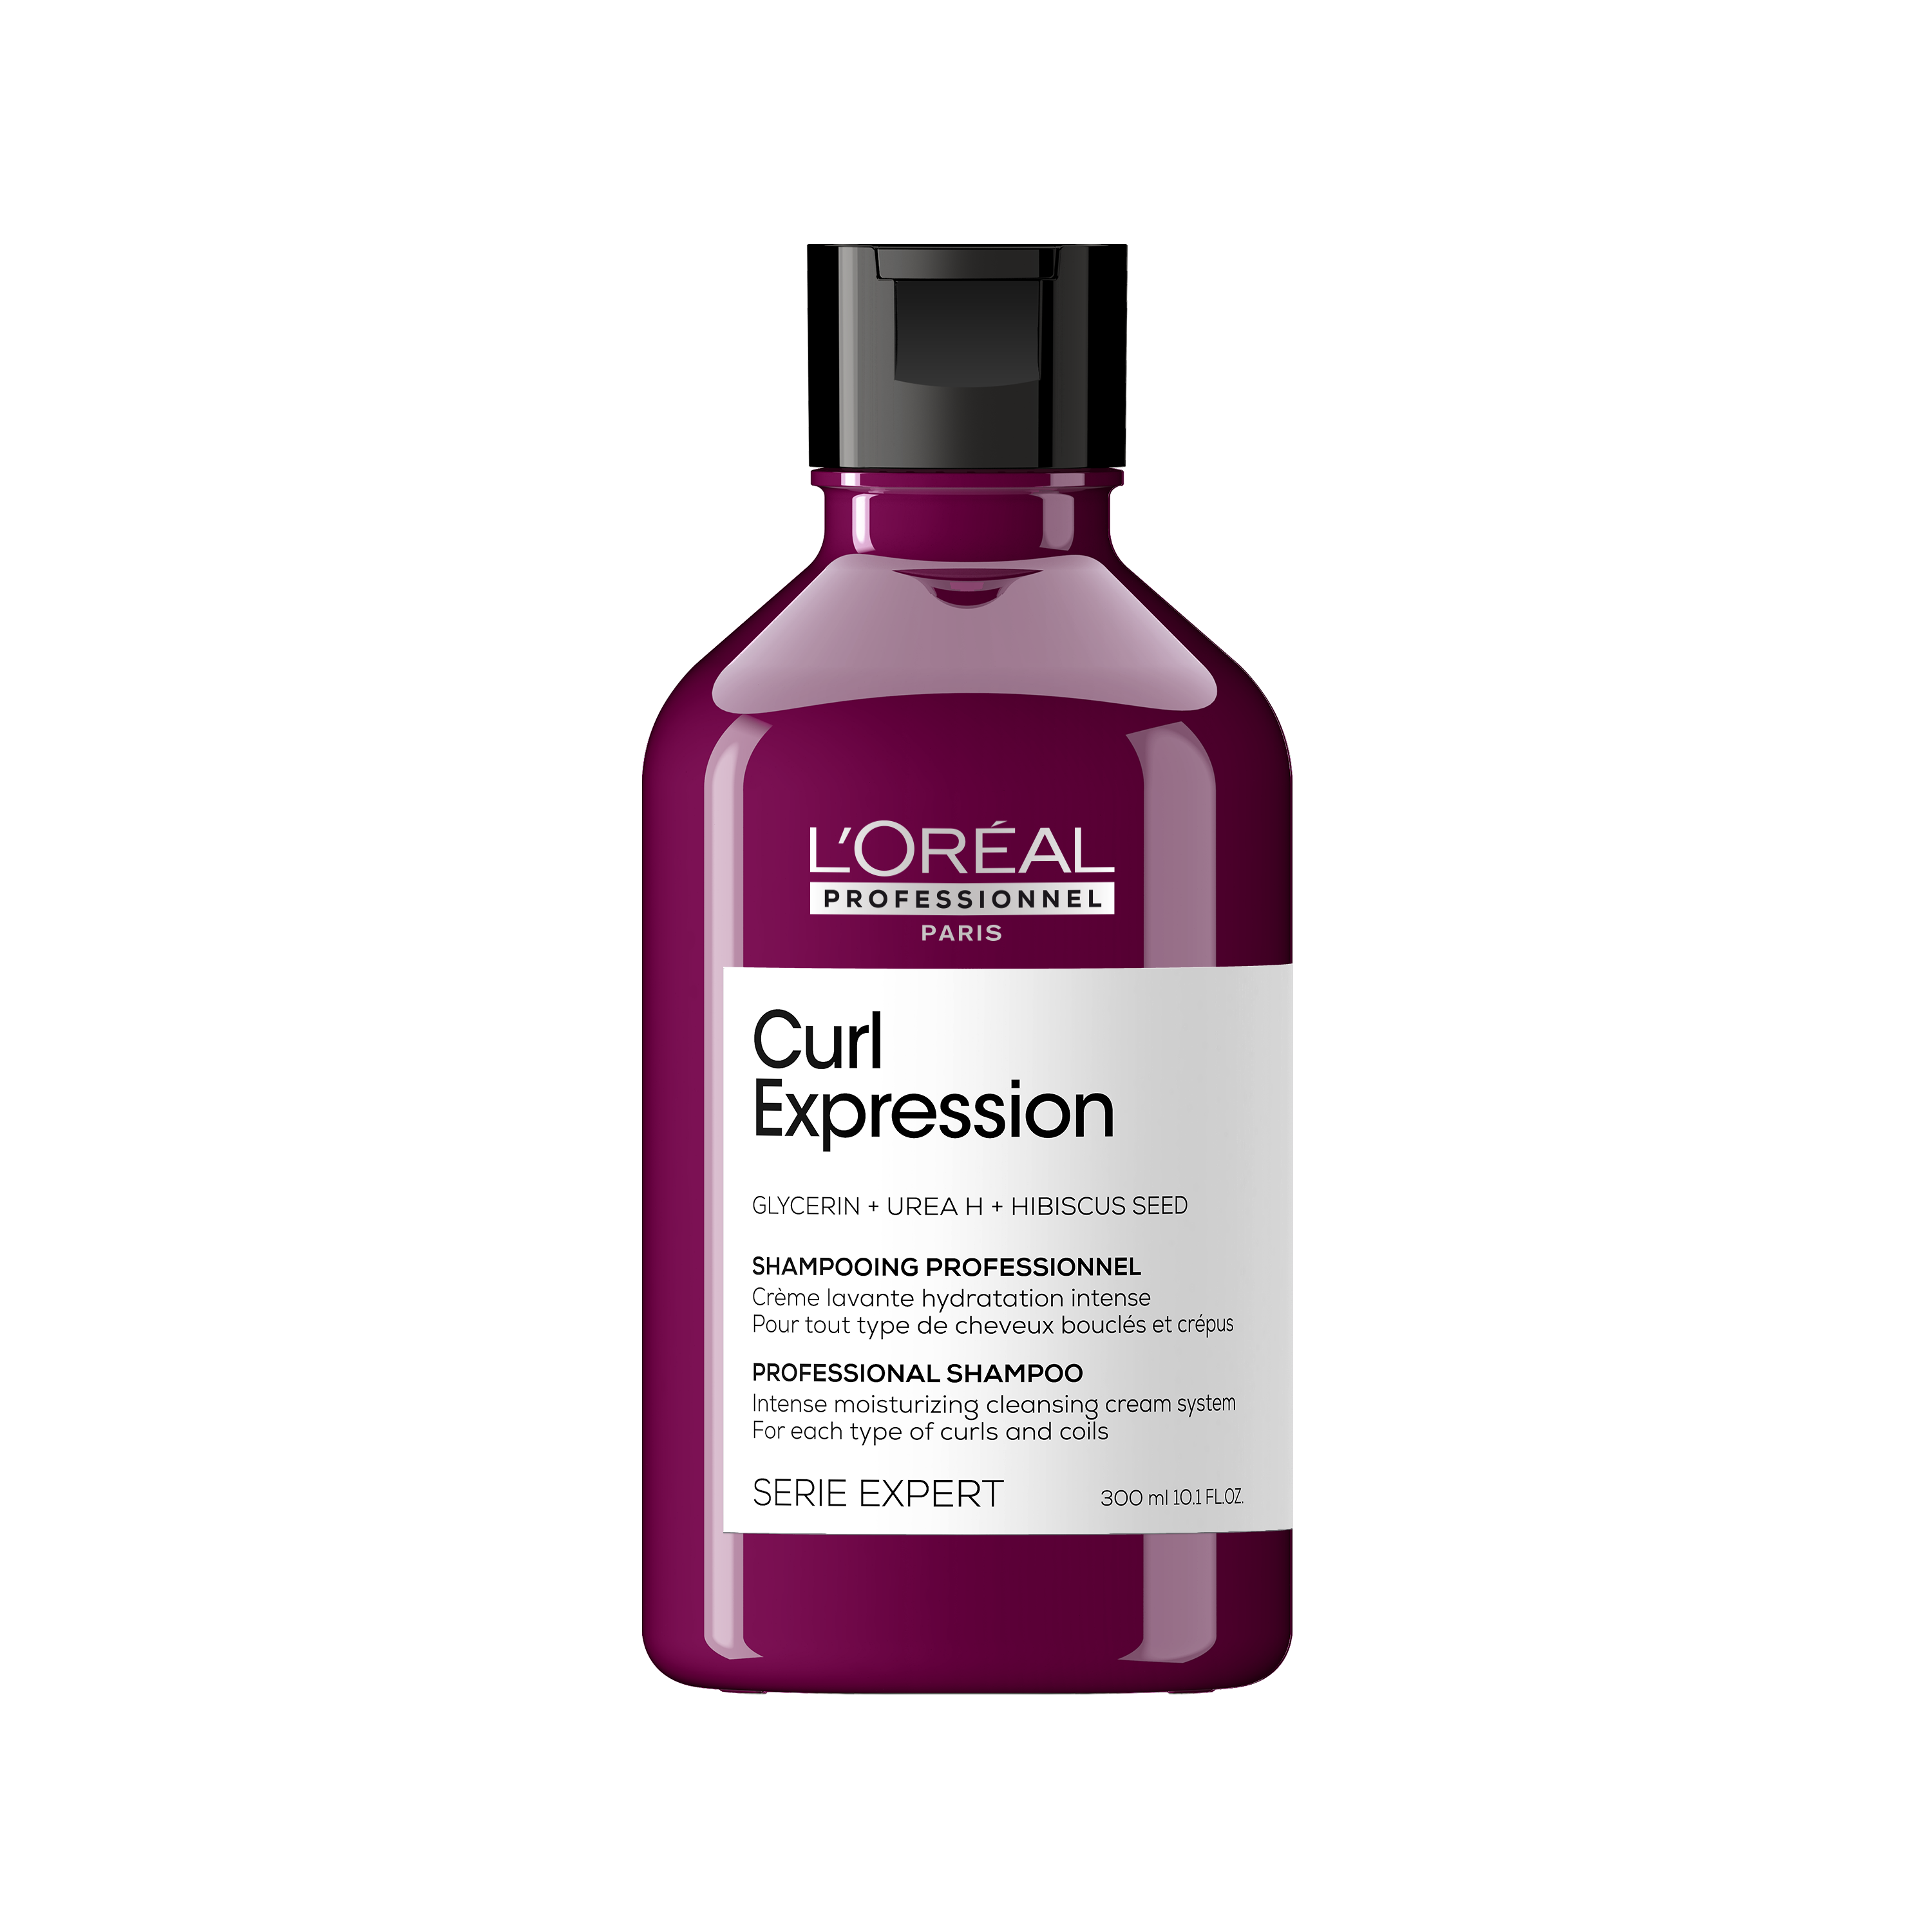 L'ORÉAL
PROFESSIONNEL
PARIS
Curl
Expression
GLYCERIN + UREA H + HIBISCUS SEED
SHAMPOOING PROFESSIONNEL
Crème lavante hydratation intense
Pour tout type de cheveux bouclés et crépus
PROFESSIONAL SHAMPOO
Intense moisturizing cleansing cream system
For each type of curls and coils
SERIE EXPERT 300 ml 10.1 FL.OZ.